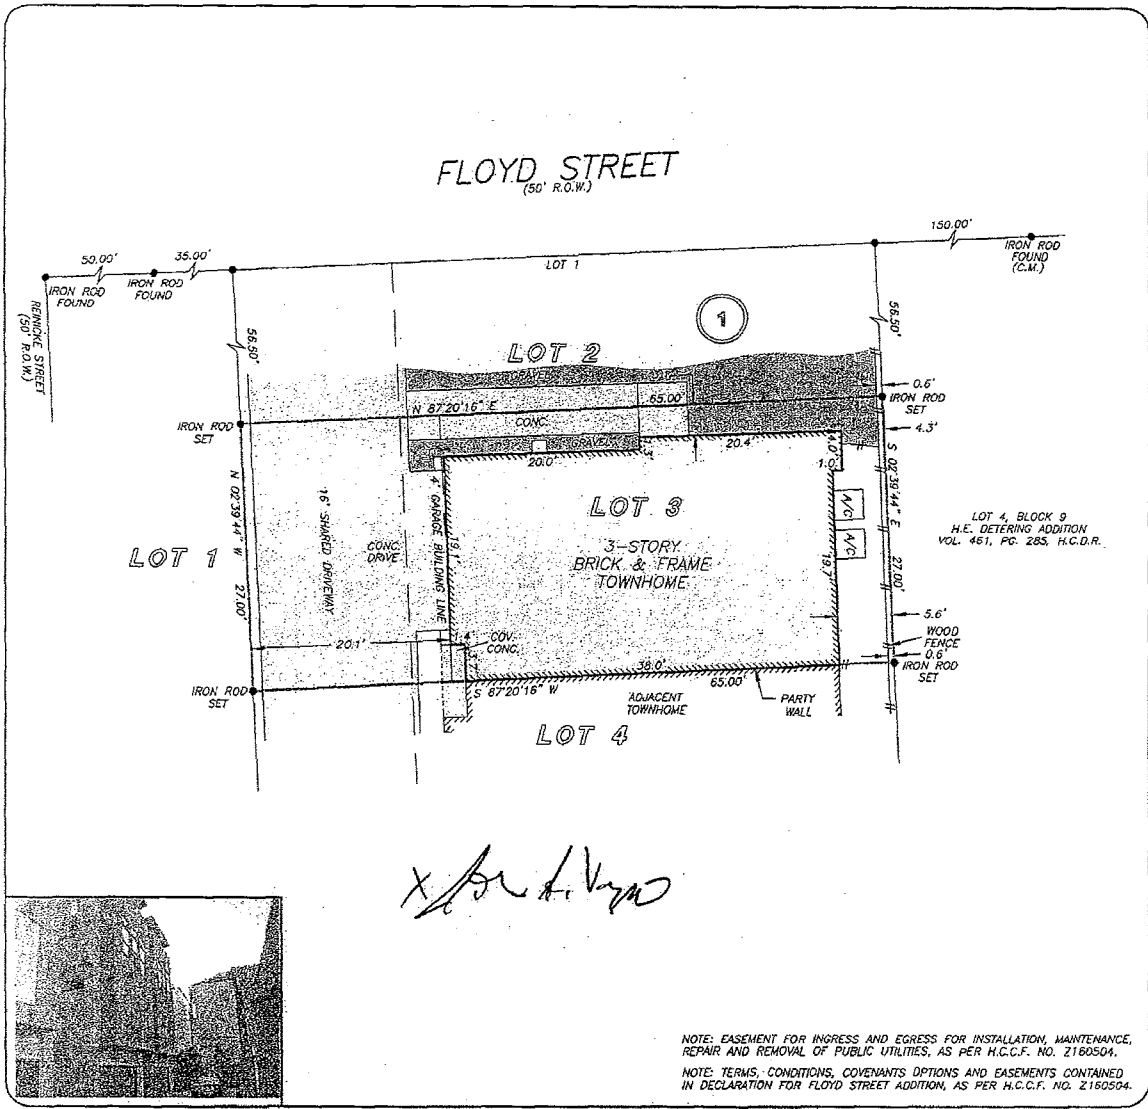 FLOYD STREET
(50' R.O.W.)
50.00'
35.00'
150.00'
LOT 1
IRON ROD
FOUND
IRON ROD
FOUND
IRON ROD
FOUND
(C.M.)
REINICKE STREET
(50' R.O.W.)
56.50'
56.50'
1
LOT 2
GRAVEL
0.6'
IRON ROD
SET
N 87°20'16" E
65.00'
CONC.
IRON ROD
SET
4.3'
GRAVEL
20.4'
4.0'
20.0'
1.0'
N 02°39'44" W
27.00'
S 02°39'44" E
27.00'
16' SHARED DRIVEWAY
4' GARAGE BUILDING LINE
19.1'
LOT 3
A/C
A/C
LOT 4, BLOCK 9
H.E. DETERING ADDITION
VOL. 461, PG. 285, H.C.D.R.
LOT 1
CONC.
DRIVE
3-STORY
BRICK & FRAME
TOWNHOME
19.7'
5.6'
WOOD
FENCE
0.6'
IRON ROD
SET
20.1'
1.4'
COV.
CONC.
38.0'
IRON ROD
SET
S 87°20'16" W
65.00'
ADJACENT
TOWNHOME
PARTY
WALL
LOT 4
X
NOTE: EASEMENT FOR INGRESS AND EGRESS FOR INSTALLATION, MAINTENANCE,
REPAIR AND REMOVAL OF PUBLIC UTILITIES, AS PER H.C.C.F. NO. Z160504.
NOTE: TERMS, CONDITIONS, COVENANTS OPTIONS AND EASEMENTS CONTAINED
IN DECLARATION FOR FLOYD STREET ADDITION, AS PER H.C.C.F. NO. Z160504.